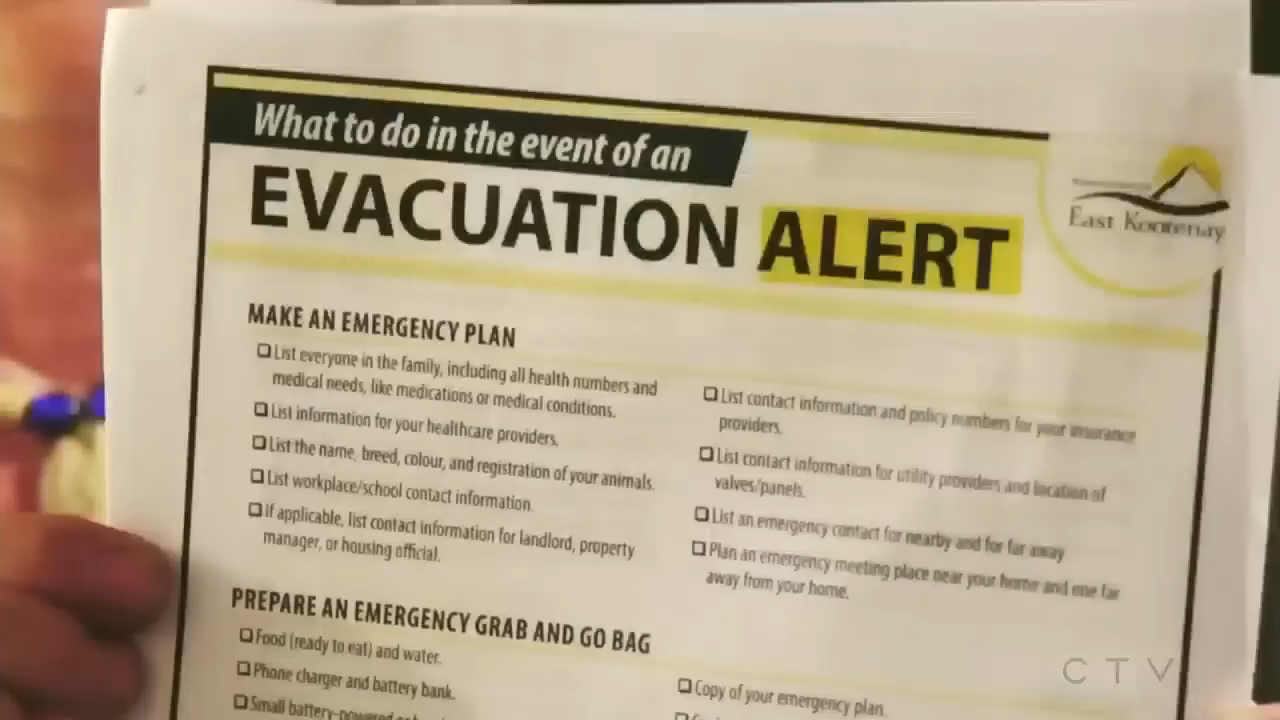 What to do in the event of an
EVACUATION ALERT
East Kootenay
MAKE AN EMERGENCY PLAN
❏ List everyone in the family, including all health numbers and
medical needs, like medications or medical conditions.
❏ List information for your healthcare providers.
❏ List the name, breed, colour, and registration of your animals.
❏ List workplace/school contact information.
❏ If applicable, list contact information for landlord, property
manager, or housing official.
❏ List contact information and policy numbers for your insurance
providers.
❏ List contact information for utility providers and location of
valves/panels.
❏ List an emergency contact for nearby and for far away
❏ Plan an emergency meeting place near your home and one far
away from your home.
PREPARE AN EMERGENCY GRAB AND GO BAG
❏ Food (ready to eat) and water.
❏ Phone charger and battery bank.
❏ Small battery-powered
❏ Copy of your emergency plan.
CTV